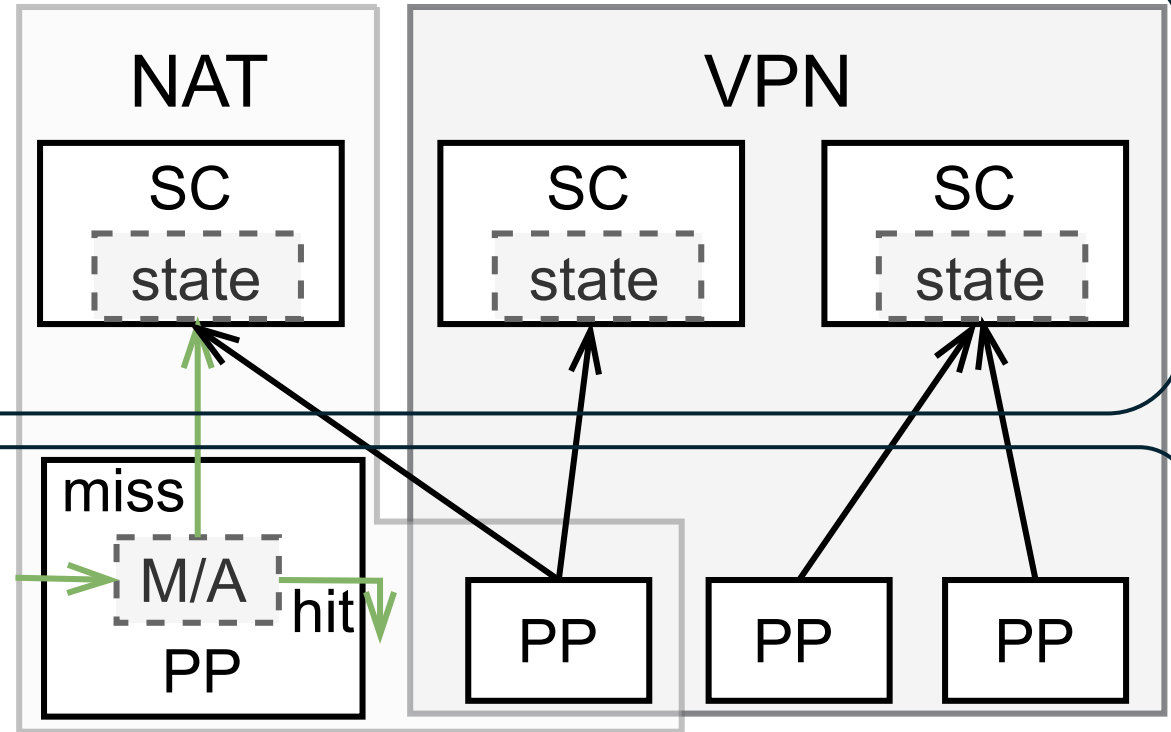 NAT
VPN
SC
state
SC
state
SC
state
miss
M/A
hit
PP
PP
PP
PP